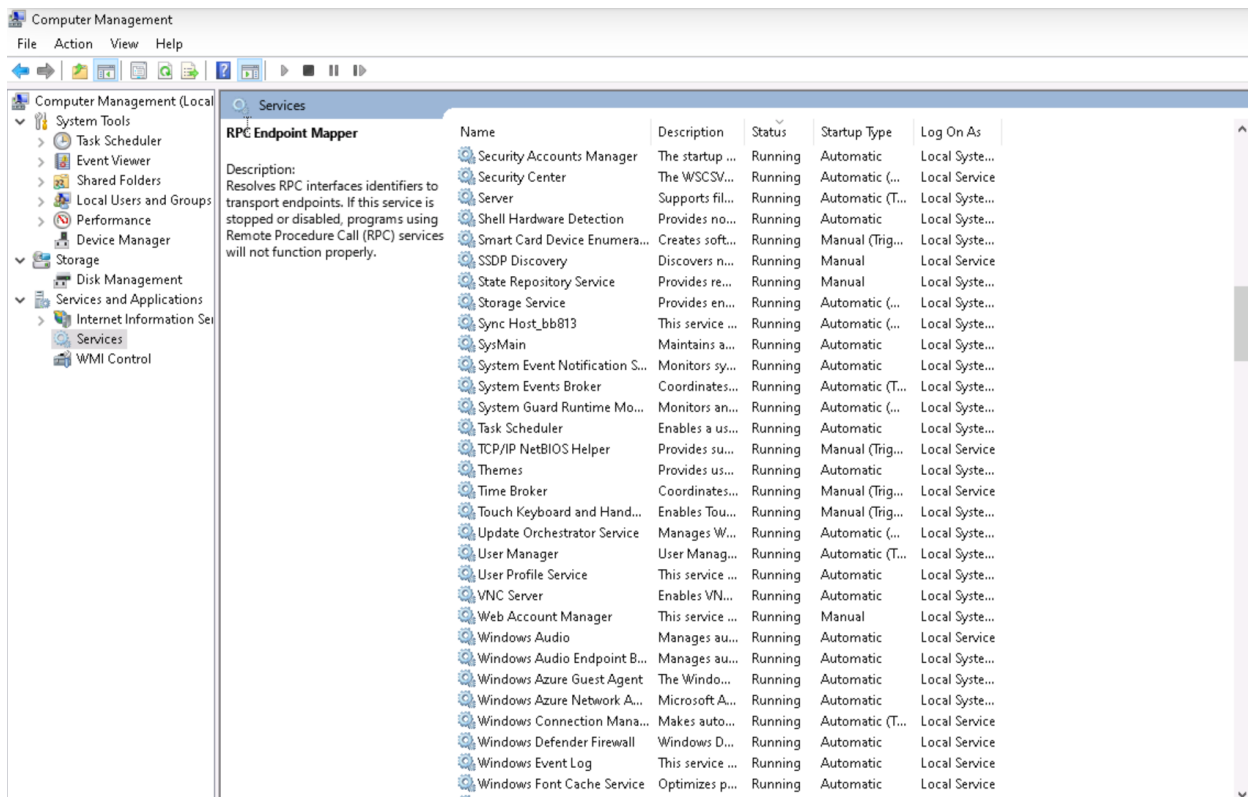 Computer Management
File Action View Help
Computer Management (Local
System Tools
Task Scheduler
Event Viewer
Shared Folders
Local Users and Groups
Performance
Device Manager
Storage
Disk Management
Services and Applications
Internet Information Ser
Services
WMI Control
Services
RPC Endpoint Mapper
Description:
Resolves RPC interfaces identifiers to
transport endpoints. If this service is
stopped or disabled, programs using
Remote Procedure Call (RPC) services
will not function properly.
Name Description Status Startup Type Log On As
Security Accounts Manager The startup ... Running Automatic Local Syste...
Security Center The WSCSV... Running Automatic (... Local Service
Server Supports fil... Running Automatic (T... Local Syste...
Shell Hardware Detection Provides no... Running Automatic Local Syste...
Smart Card Device Enumera... Creates soft... Running Manual (Trig... Local Syste...
SSDP Discovery Discovers n... Running Manual Local Service
State Repository Service Provides re... Running Manual Local Syste...
Storage Service Provides en... Running Automatic (... Local Syste...
Sync Host_bb813 This service ... Running Automatic (... Local Syste...
SysMain Maintains a... Running Automatic Local Syste...
System Event Notification S... Monitors sy... Running Automatic Local Syste...
System Events Broker Coordinates... Running Automatic (T... Local Syste...
System Guard Runtime Mo... Monitors an... Running Automatic (... Local Syste...
Task Scheduler Enables a us... Running Automatic Local Syste...
TCP/IP NetBIOS Helper Provides su... Running Manual (Trig... Local Service
Themes Provides us... Running Automatic Local Syste...
Time Broker Coordinates... Running Manual (Trig... Local Service
Touch Keyboard and Hand... Enables Tou... Running Manual (Trig... Local Syste...
Update Orchestrator Service Manages W... Running Automatic (... Local Syste...
User Manager User Manag... Running Automatic (T... Local Syste...
User Profile Service This service ... Running Automatic Local Syste...
VNC Server Enables VN... Running Automatic Local Syste...
Web Account Manager This service ... Running Manual Local Syste...
Windows Audio Manages au... Running Automatic Local Service
Windows Audio Endpoint B... Manages au... Running Automatic Local Syste...
Windows Azure Guest Agent The Windo... Running Automatic Local Syste...
Windows Azure Network A... Microsoft A... Running Automatic Local Syste...
Windows Connection Mana... Makes auto... Running Automatic (T... Local Service
Windows Defender Firewall Windows D... Running Automatic Local Service
Windows Event Log This service ... Running Automatic Local Service
Windows Font Cache Service Optimizes p... Running Automatic Local Service